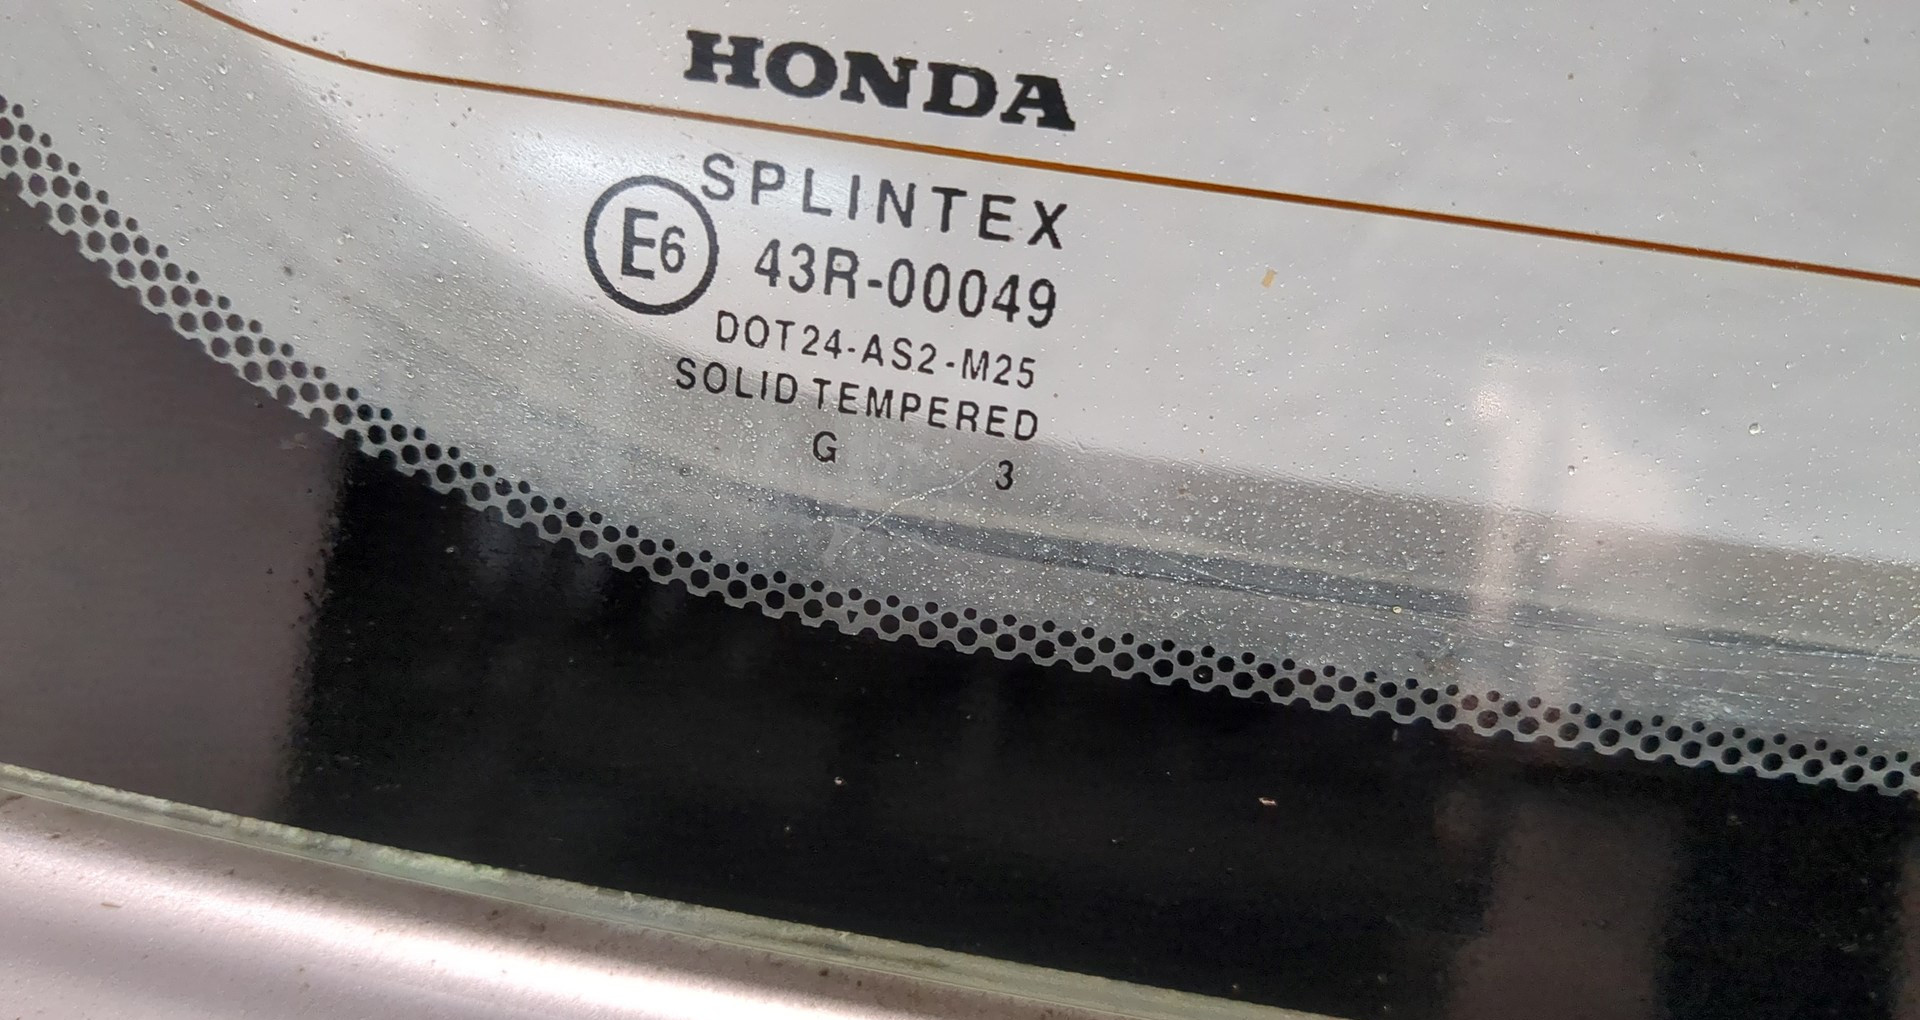 HONDA
SPLINTEX
E6 43R-00049
DOT24-AS2-M25
SOLID TEMPERED
G 3